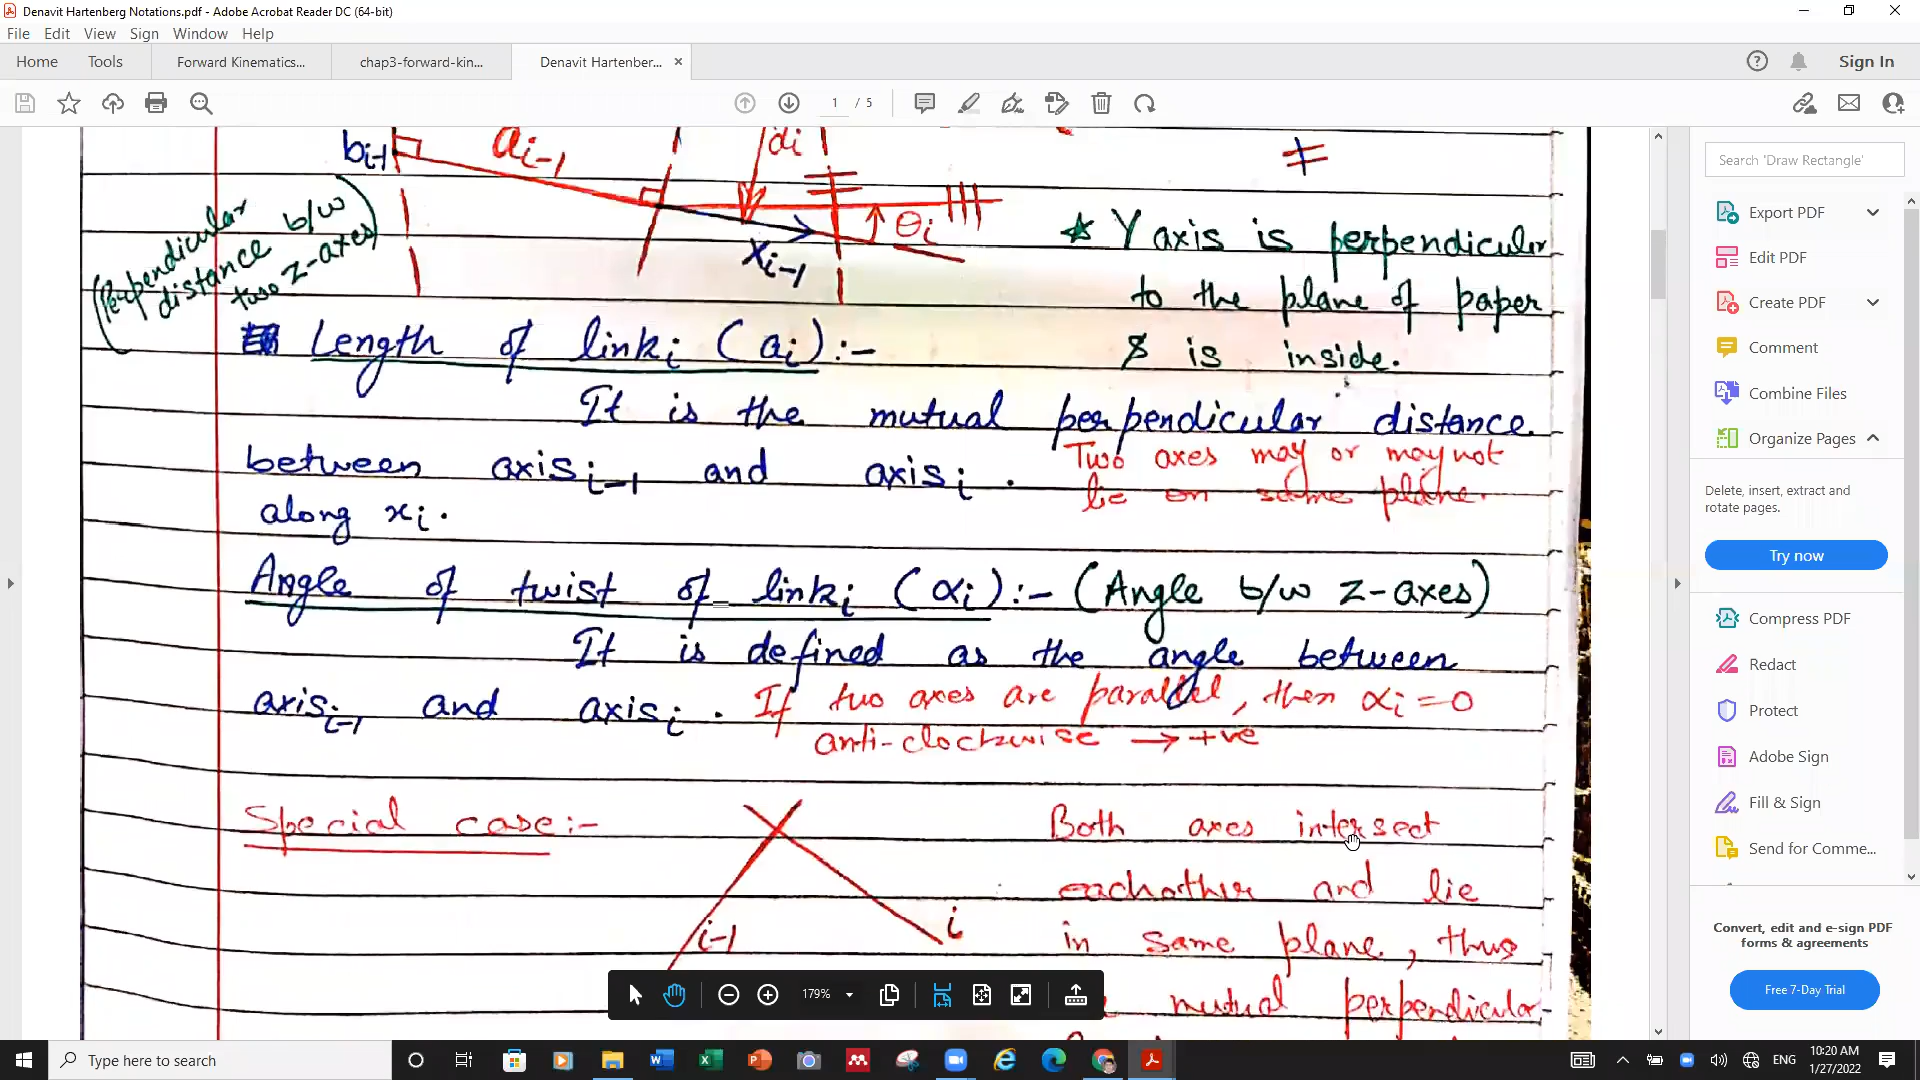 Denavit Hartenberg Notations.pdf - Adobe Acrobat Reader DC (64-bit)
File Edit View Sign Window Help
Home Tools Forward Kinematics... chap3-forward-kin... Denavit Hartenber... × Sign In
1 / 5
bi-1 ai-1 di
θi
xi-1
(Perpendicular distance b/w two z-axes)
★ Y axis is perpendicular
to the plane of paper
& is inside.
Length of linki (ai) :-
It is the mutual perpendicular distance
between axisi-1 and axisi .
along xi.
Two axes may or may not
lie on same plane.
Angle of twist of linki (αi) :- (Angle b/w z-axes)
It is defined as the angle between
axisi-1 and axisi . If two axes are parallel, then αi = 0
anti-clockwise → +ve
Special case:-
i-1 i
Both axes intersect
eachother and lie
in same plane, thus
mutual perpendicular
179%
Search 'Draw Rectangle'
Export PDF
Edit PDF
Create PDF
Comment
Combine Files
Organize Pages
Delete, insert, extract and
rotate pages.
Try now
Compress PDF
Redact
Protect
Adobe Sign
Fill & Sign
Send for Comme...
Convert, edit and e-sign PDF
forms & agreements
Free 7-Day Trial
Type here to search
ENG
10:20 AM
1/27/2022